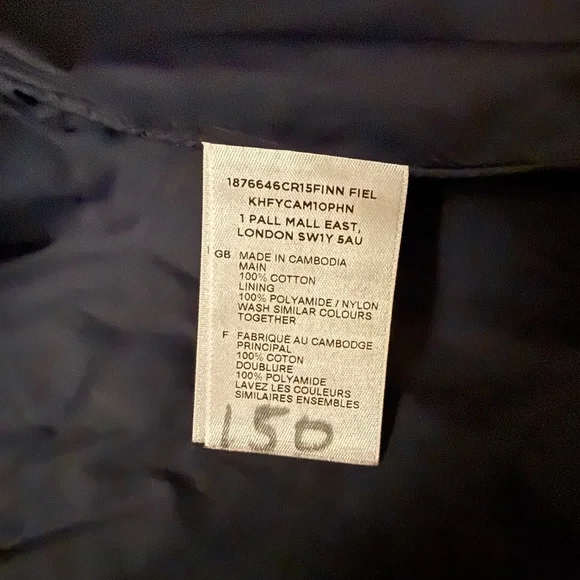 1876646CR15FINN FIEL
KHFYCAM10PHN
1 PALL MALL EAST,
LONDON SW1Y 5AU
GB MADE IN CAMBODIA
MAIN
100% COTTON
LINING
100% POLYAMIDE / NYLON
WASH SIMILAR COLOURS
TOGETHER
F FABRIQUÉ AU CAMBODGE
PRINCIPAL
100% COTON
DOUBLURE
100% POLYAMIDE
LAVEZ LES COULEURS
SIMILAIRES ENSEMBLES
150